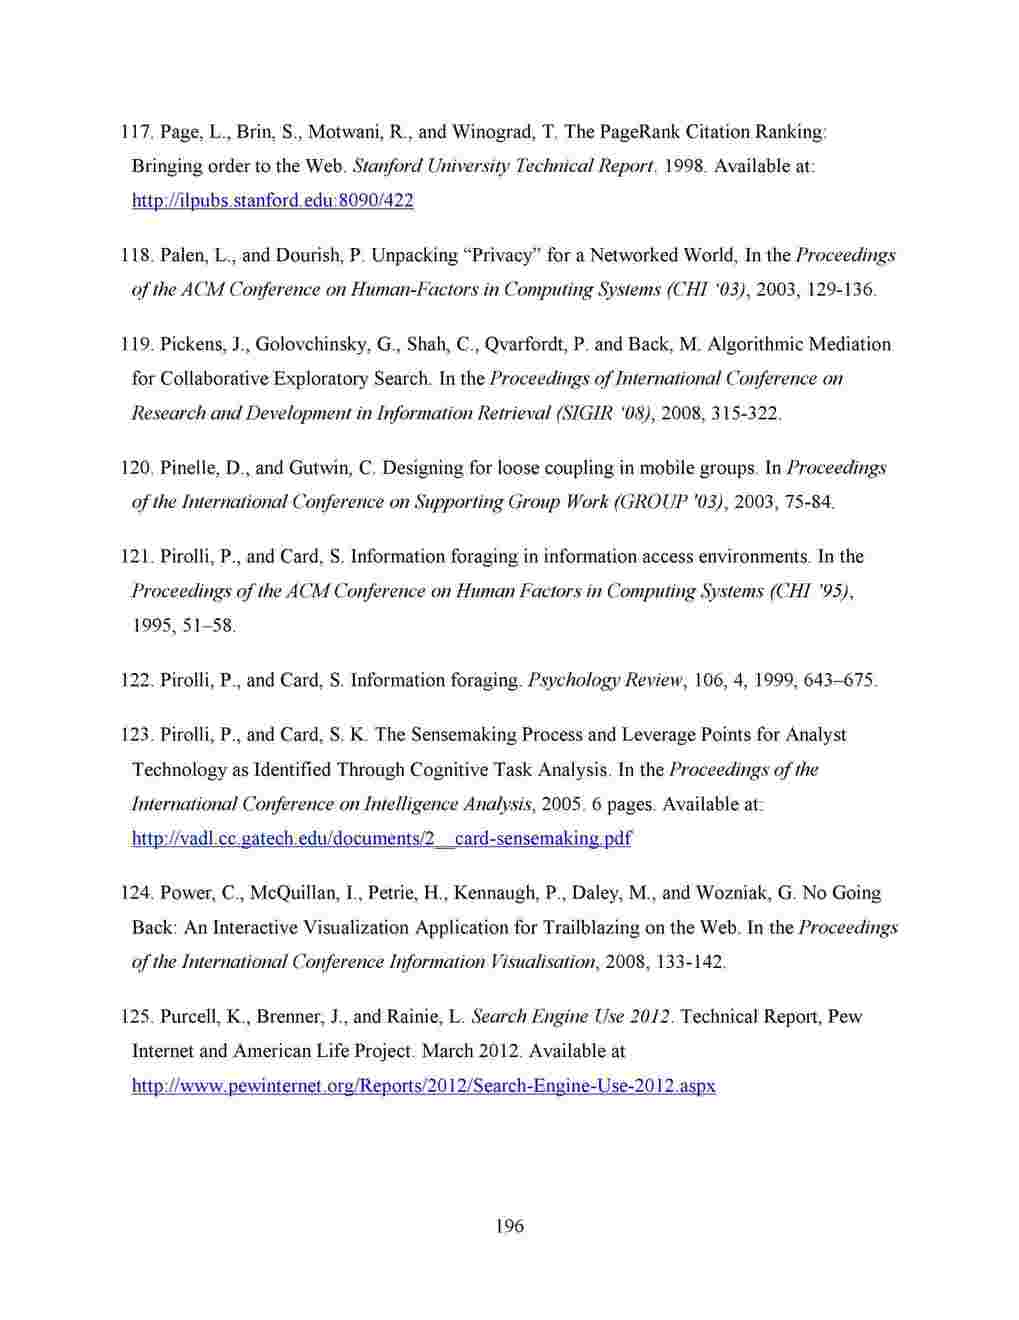 117. Page, L., Brin, S., Motwani, R., and Winograd, T. The PageRank Citation Ranking:
Bringing order to the Web. Stanford University Technical Report. 1998. Available at:
http://ilpubs.stanford.edu:8090/422
118. Palen, L., and Dourish, P. Unpacking “Privacy” for a Networked World, In the Proceedings
of the ACM Conference on Human-Factors in Computing Systems (CHI ‘03), 2003, 129-136.
119. Pickens, J., Golovchinsky, G., Shah, C., Qvarfordt, P. and Back, M. Algorithmic Mediation
for Collaborative Exploratory Search. In the Proceedings of International Conference on
Research and Development in Information Retrieval (SIGIR ‘08), 2008, 315-322.
120. Pinelle, D., and Gutwin, C. Designing for loose coupling in mobile groups. In Proceedings
of the International Conference on Supporting Group Work (GROUP '03), 2003, 75-84.
121. Pirolli, P., and Card, S. Information foraging in information access environments. In the
Proceedings of the ACM Conference on Human Factors in Computing Systems (CHI ’95),
1995, 51–58.
122. Pirolli, P., and Card, S. Information foraging. Psychology Review, 106, 4, 1999, 643–675.
123. Pirolli, P., and Card, S. K. The Sensemaking Process and Leverage Points for Analyst
Technology as Identified Through Cognitive Task Analysis. In the Proceedings of the
International Conference on Intelligence Analysis, 2005. 6 pages. Available at:
http://vadl.cc.gatech.edu/documents/2__card-sensemaking.pdf
124. Power, C., McQuillan, I., Petrie, H., Kennaugh, P., Daley, M., and Wozniak, G. No Going
Back: An Interactive Visualization Application for Trailblazing on the Web. In the Proceedings
of the International Conference Information Visualisation, 2008, 133-142.
125. Purcell, K., Brenner, J., and Rainie, L. Search Engine Use 2012. Technical Report, Pew
Internet and American Life Project. March 2012. Available at
http://www.pewinternet.org/Reports/2012/Search-Engine-Use-2012.aspx
196